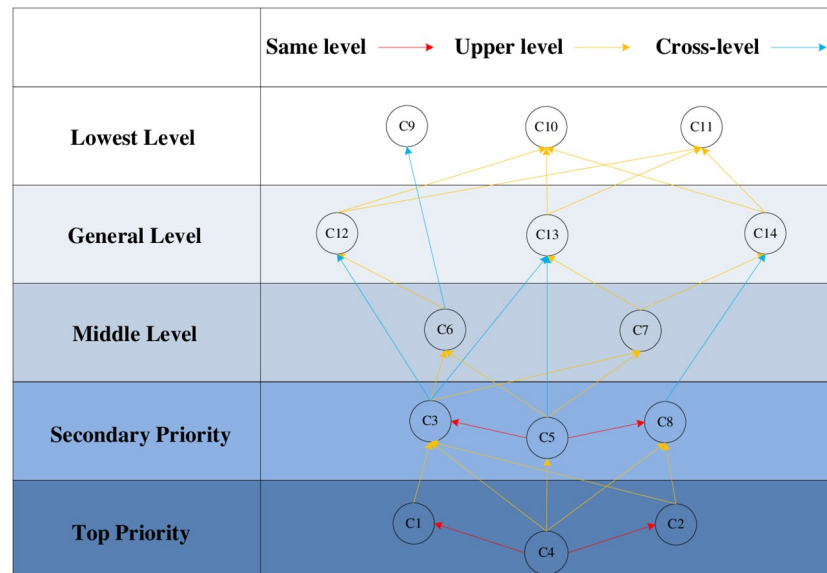 Same level Upper level Cross-level
Lowest Level
C9 C10 C11
General Level
C12 C13 C14
Middle Level
C6 C7
Secondary Priority
C3 C5 C8
Top Priority
C1 C4 C2